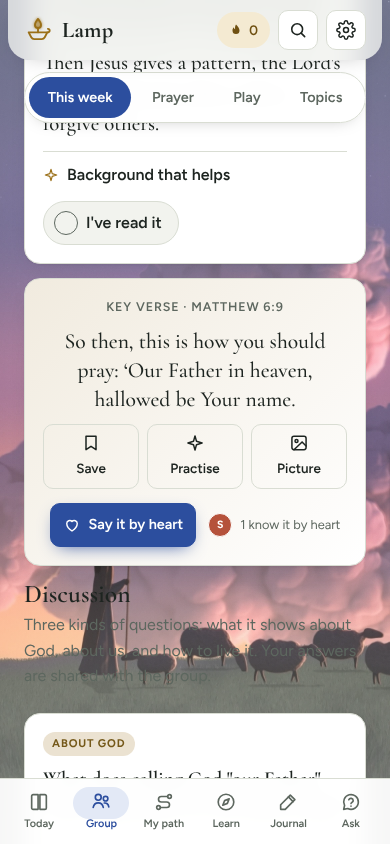 Lamp
0
Then Jesus gives a pattern, the Lord's
This week
Prayer
Play
Topics
forgive others.
Background that helps
I've read it
KEY VERSE · MATTHEW 6:9
So then, this is how you should
pray: ‘Our Father in heaven,
hallowed be Your name.
Save
Practise
Picture
Say it by heart
S
1 know it by heart
Discussion
Three kinds of questions: what it shows about
God, about us, and how to live it. Your answers
are shared with the group.
ABOUT GOD
What does calling God "our Father"
Today
Group
My path
Learn
Journal
Ask